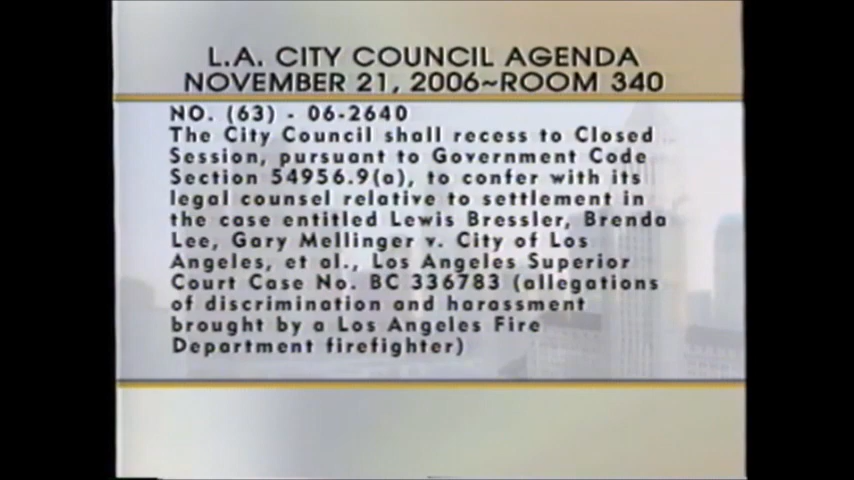 L.A. CITY COUNCIL AGENDA
NOVEMBER 21, 2006~ROOM 340
NO. (63) - 06-2640
The City Council shall recess to Closed
Session, pursuant to Government Code
Section 54956.9(a), to confer with its
legal counsel relative to settlement in
the case entitled Lewis Bressler, Brenda
Lee, Gary Mellinger v. City of Los
Angeles, et al., Los Angeles Superior
Court Case No. BC 336783 (allegations
of discrimination and harassment
brought by a Los Angeles Fire
Department firefighter)